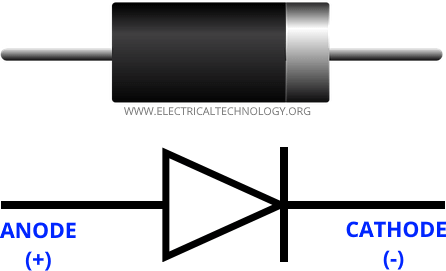 WWW.ELECTRICALTECHNOLOGY.ORG
ANODE
(+)
CATHODE
(-)